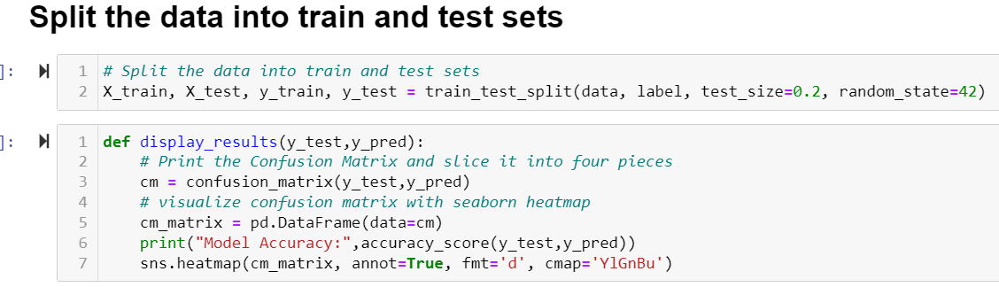 Split the data into train and test sets
]:
1 # Split the data into train and test sets
2 X_train, X_test, y_train, y_test = train_test_split(data, label, test_size=0.2, random_state=42)
]:
1 def display_results(y_test,y_pred):
2     # Print the Confusion Matrix and slice it into four pieces
3     cm = confusion_matrix(y_test,y_pred)
4     # visualize confusion matrix with seaborn heatmap
5     cm_matrix = pd.DataFrame(data=cm)
6     print("Model Accuracy:",accuracy_score(y_test,y_pred))
7     sns.heatmap(cm_matrix, annot=True, fmt='d', cmap='YlGnBu')